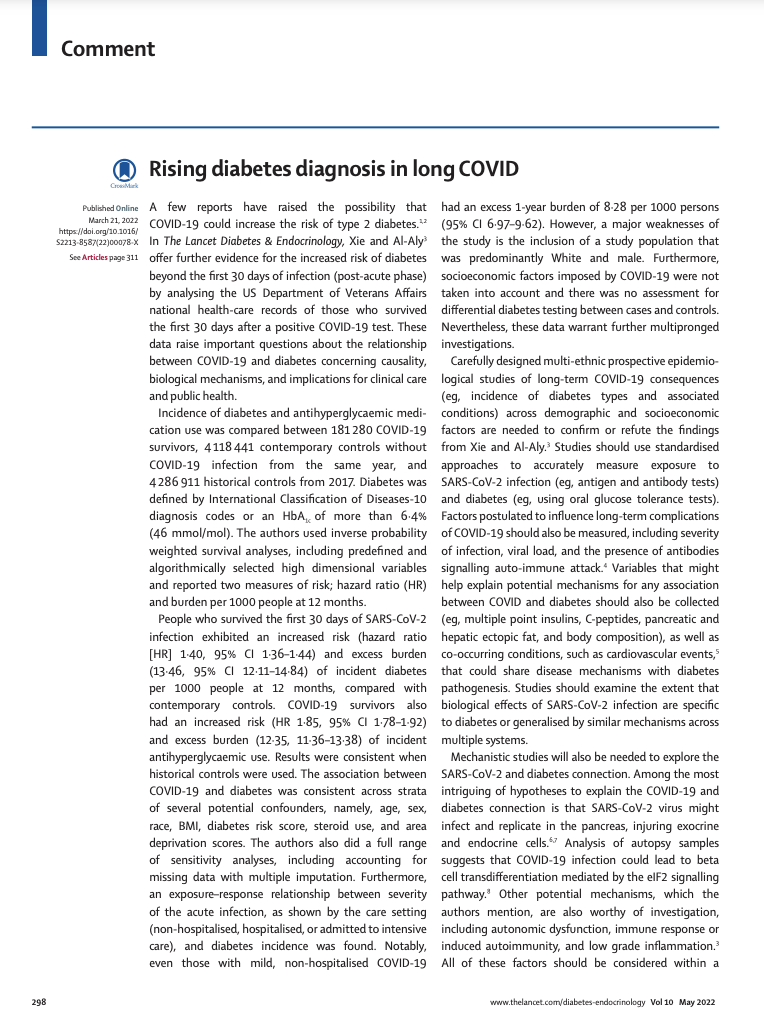 Comment
Rising diabetes diagnosis in long COVID
CrossMark
Published Online
March 21, 2022
https://doi.org/10.1016/
S2213-8587(22)00078-X
See Articles page 311
A few reports have raised the possibility that
COVID-19 could increase the risk of type 2 diabetes.1,2
In The Lancet Diabetes & Endocrinology, Xie and Al-Aly3
offer further evidence for the increased risk of diabetes
beyond the first 30 days of infection (post-acute phase)
by analysing the US Department of Veterans Affairs
national health-care records of those who survived
the first 30 days after a positive COVID-19 test. These
data raise important questions about the relationship
between COVID-19 and diabetes concerning causality,
biological mechanisms, and implications for clinical care
and public health.
Incidence of diabetes and antihyperglycaemic medi-
cation use was compared between 181 280 COVID-19
survivors, 4 118 441 contemporary controls without
COVID-19 infection from the same year, and
4 286 911 historical controls from 2017. Diabetes was
defined by International Classification of Diseases-10
diagnosis codes or an HbA1c of more than 6·4%
(46 mmol/mol). The authors used inverse probability
weighted survival analyses, including predefined and
algorithmically selected high dimensional variables
and reported two measures of risk; hazard ratio (HR)
and burden per 1000 people at 12 months.
People who survived the first 30 days of SARS-CoV-2
infection exhibited an increased risk (hazard ratio
[HR] 1·40, 95% CI 1·36–1·44) and excess burden
(13·46, 95% CI 12·11–14·84) of incident diabetes
per 1000 people at 12 months, compared with
contemporary controls. COVID-19 survivors also
had an increased risk (HR 1·85, 95% CI 1·78–1·92)
and excess burden (12·35, 11·36–13·38) of incident
antihyperglycaemic use. Results were consistent when
historical controls were used. The association between
COVID-19 and diabetes was consistent across strata
of several potential confounders, namely, age, sex,
race, BMI, diabetes risk score, steroid use, and area
deprivation scores. The authors also did a full range
of sensitivity analyses, including accounting for
missing data with multiple imputation. Furthermore,
an exposure–response relationship between severity
of the acute infection, as shown by the care setting
(non-hospitalised, hospitalised, or admitted to intensive
care), and diabetes incidence was found. Notably,
even those with mild, non-hospitalised COVID-19
had an excess 1-year burden of 8·28 per 1000 persons
(95% CI 6·97–9·62). However, a major weaknesses of
the study is the inclusion of a study population that
was predominantly White and male. Furthermore,
socioeconomic factors imposed by COVID-19 were not
taken into account and there was no assessment for
differential diabetes testing between cases and controls.
Nevertheless, these data warrant further multipronged
investigations.
Carefully designed multi-ethnic prospective epidemio-
logical studies of long-term COVID-19 consequences
(eg, incidence of diabetes types and associated
conditions) across demographic and socioeconomic
factors are needed to confirm or refute the findings
from Xie and Al-Aly.3 Studies should use standardised
approaches to accurately measure exposure to
SARS-CoV-2 infection (eg, antigen and antibody tests)
and diabetes (eg, using oral glucose tolerance tests).
Factors postulated to influence long-term complications
of COVID-19 should also be measured, including severity
of infection, viral load, and the presence of antibodies
signalling auto-immune attack.4 Variables that might
help explain potential mechanisms for any association
between COVID and diabetes should also be collected
(eg, multiple point insulins, C-peptides, pancreatic and
hepatic ectopic fat, and body composition), as well as
co-occurring conditions, such as cardiovascular events,5
that could share disease mechanisms with diabetes
pathogenesis. Studies should examine the extent that
biological effects of SARS-CoV-2 infection are specific
to diabetes or generalised by similar mechanisms across
multiple systems.
Mechanistic studies will also be needed to explore the
SARS-CoV-2 and diabetes connection. Among the most
intriguing of hypotheses to explain the COVID-19 and
diabetes connection is that SARS-CoV-2 virus might
infect and replicate in the pancreas, injuring exocrine
and endocrine cells.6,7 Analysis of autopsy samples
suggests that COVID-19 infection could lead to beta
cell transdifferentiation mediated by the eIF2 signalling
pathway.8 Other potential mechanisms, which the
authors mention, are also worthy of investigation,
including autonomic dysfunction, immune response or
induced autoimmunity, and low grade inflammation.3
All of these factors should be considered within a
298
www.thelancet.com/diabetes-endocrinology Vol 10 May 2022